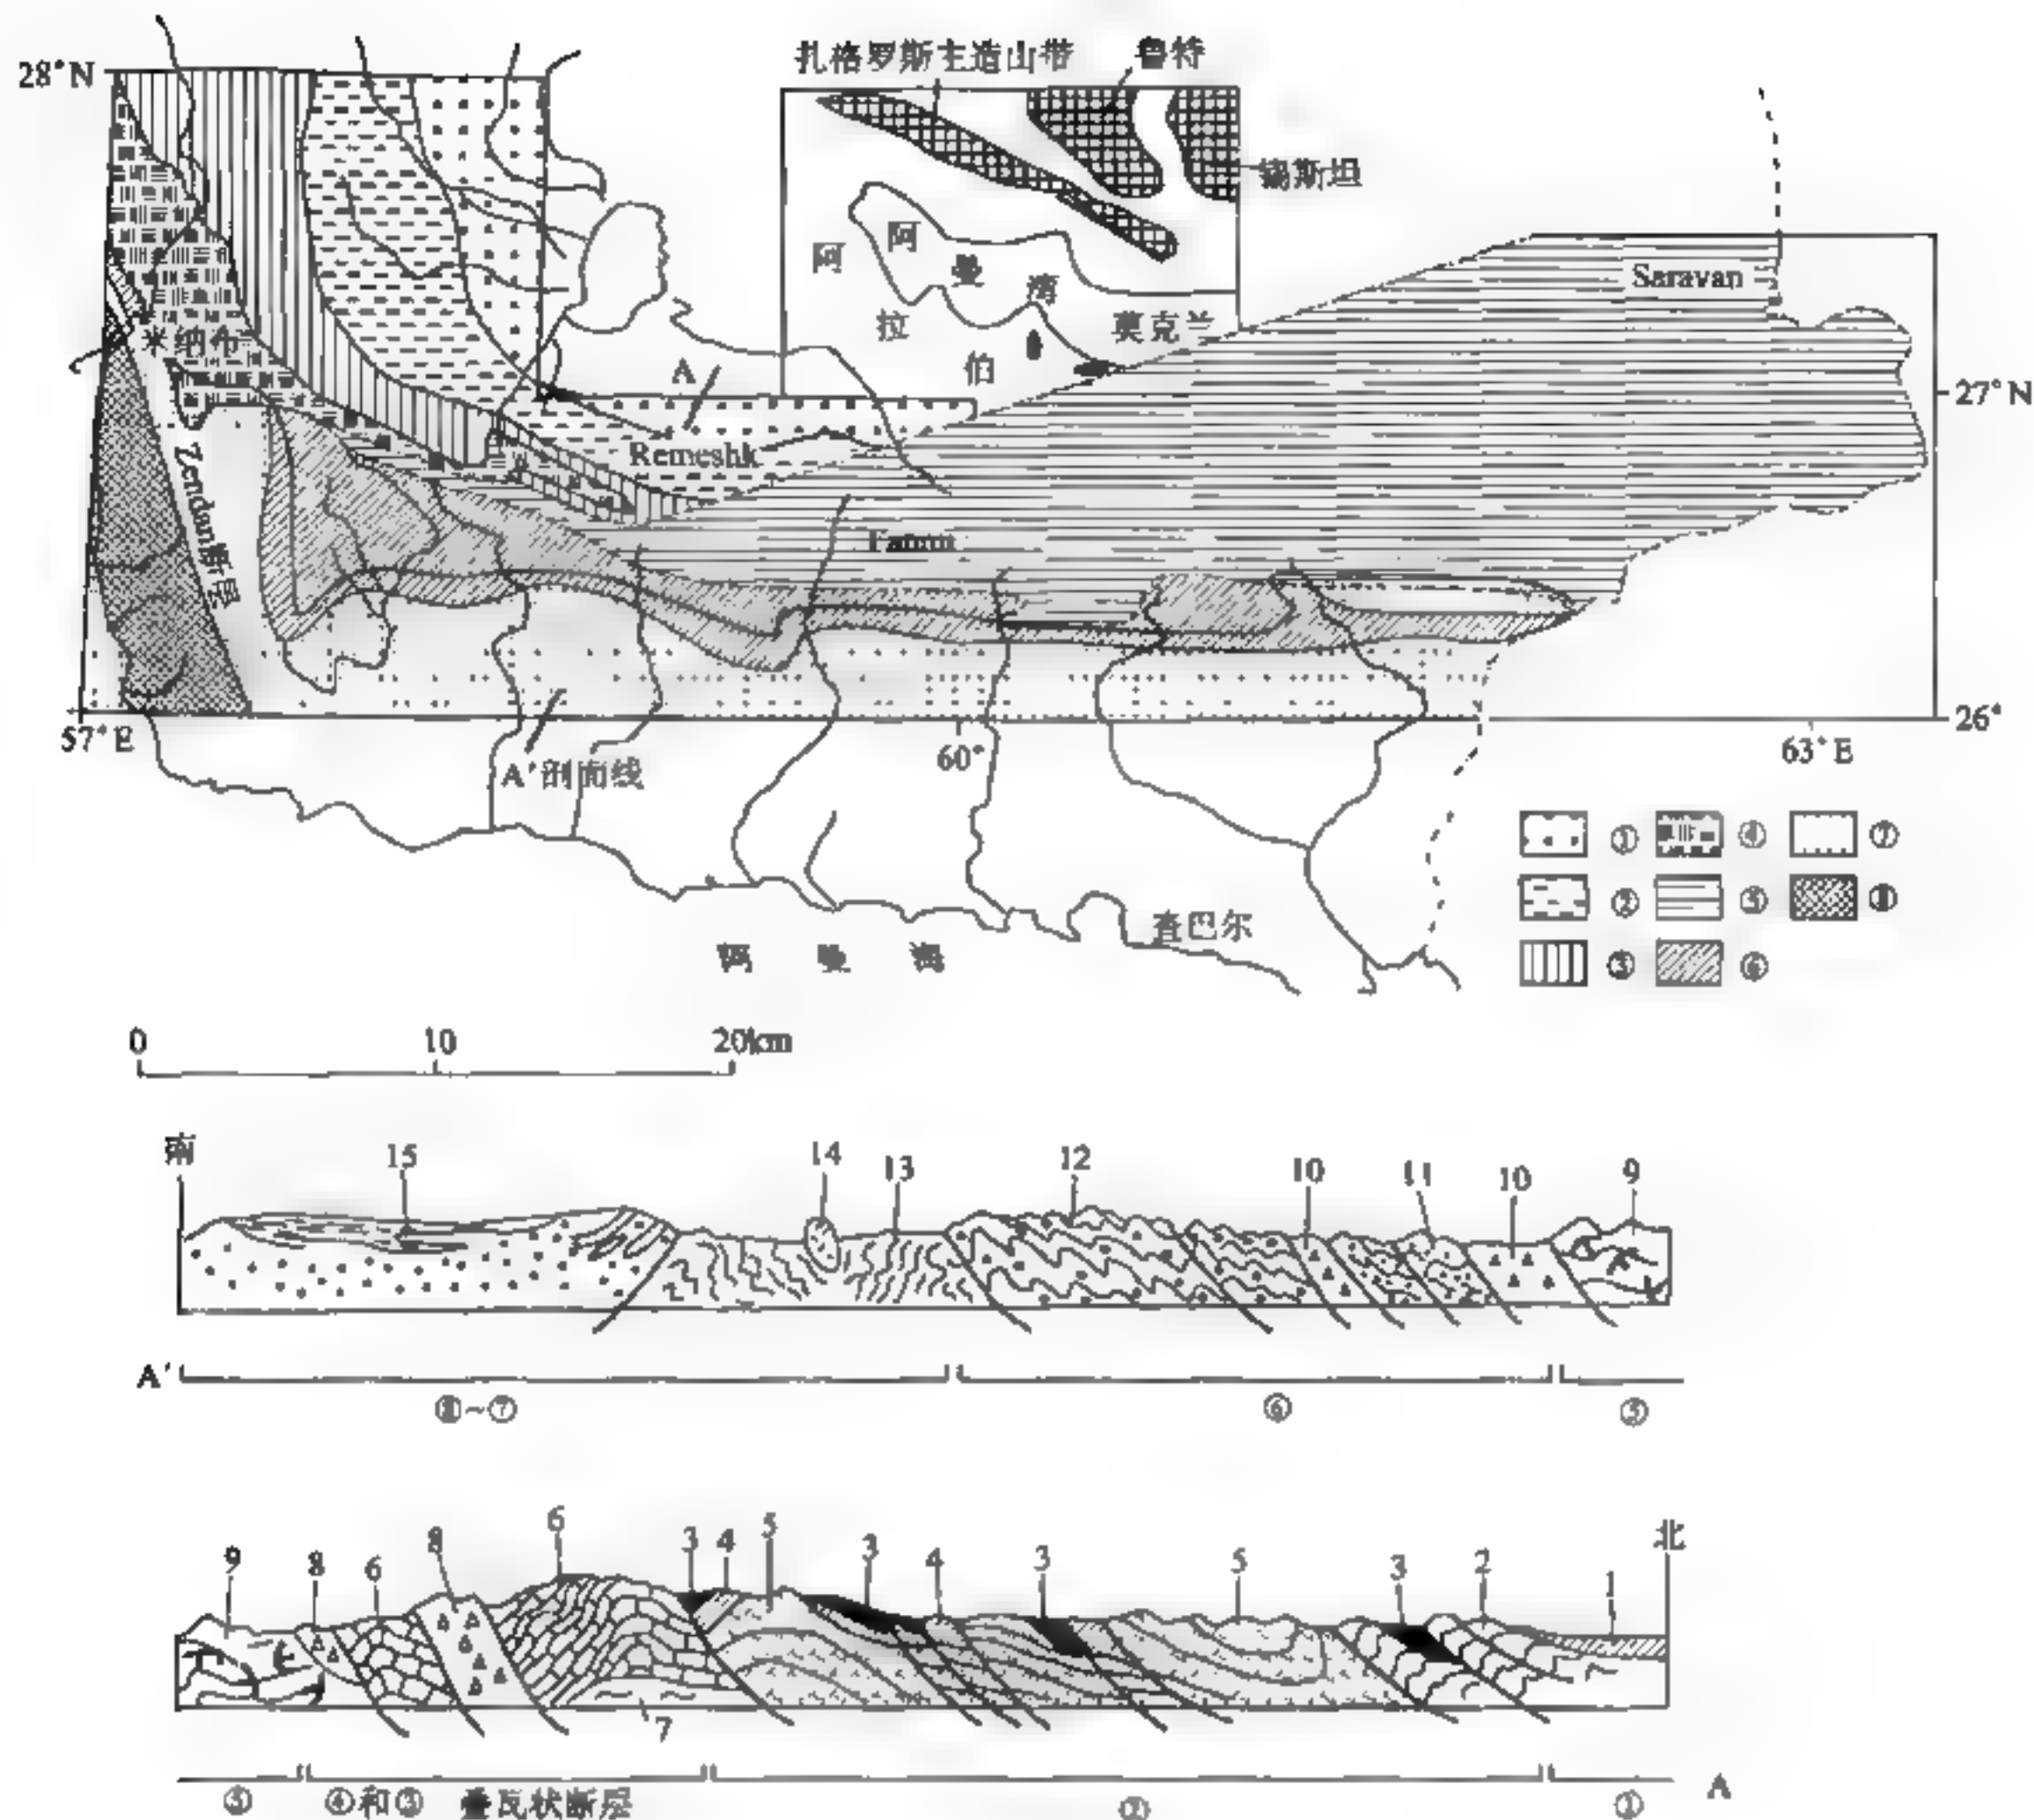 扎格罗斯主造山带 鲁特
28°N
锡斯坦
阿 阿
曼 湾
拉 伯
莫克兰
Saravan
米纳布
A
27°N
Remeshk
Zendan断层
57°E
60°
63°E
26°
A'剖面线
① ④ ⑦
② ⑤ ⑧
③ ⑥
阿 曼 海
查巴尔
0 10 20km
南 15 14 13 12 10 11 10 9
A'
⑧~⑦ ⑥ ⑤
9 8 6 8 6 3 4 5 3 4 3 5 3 2 1 北
7
⑤ ④和③ 叠瓦状断层 ② ① A